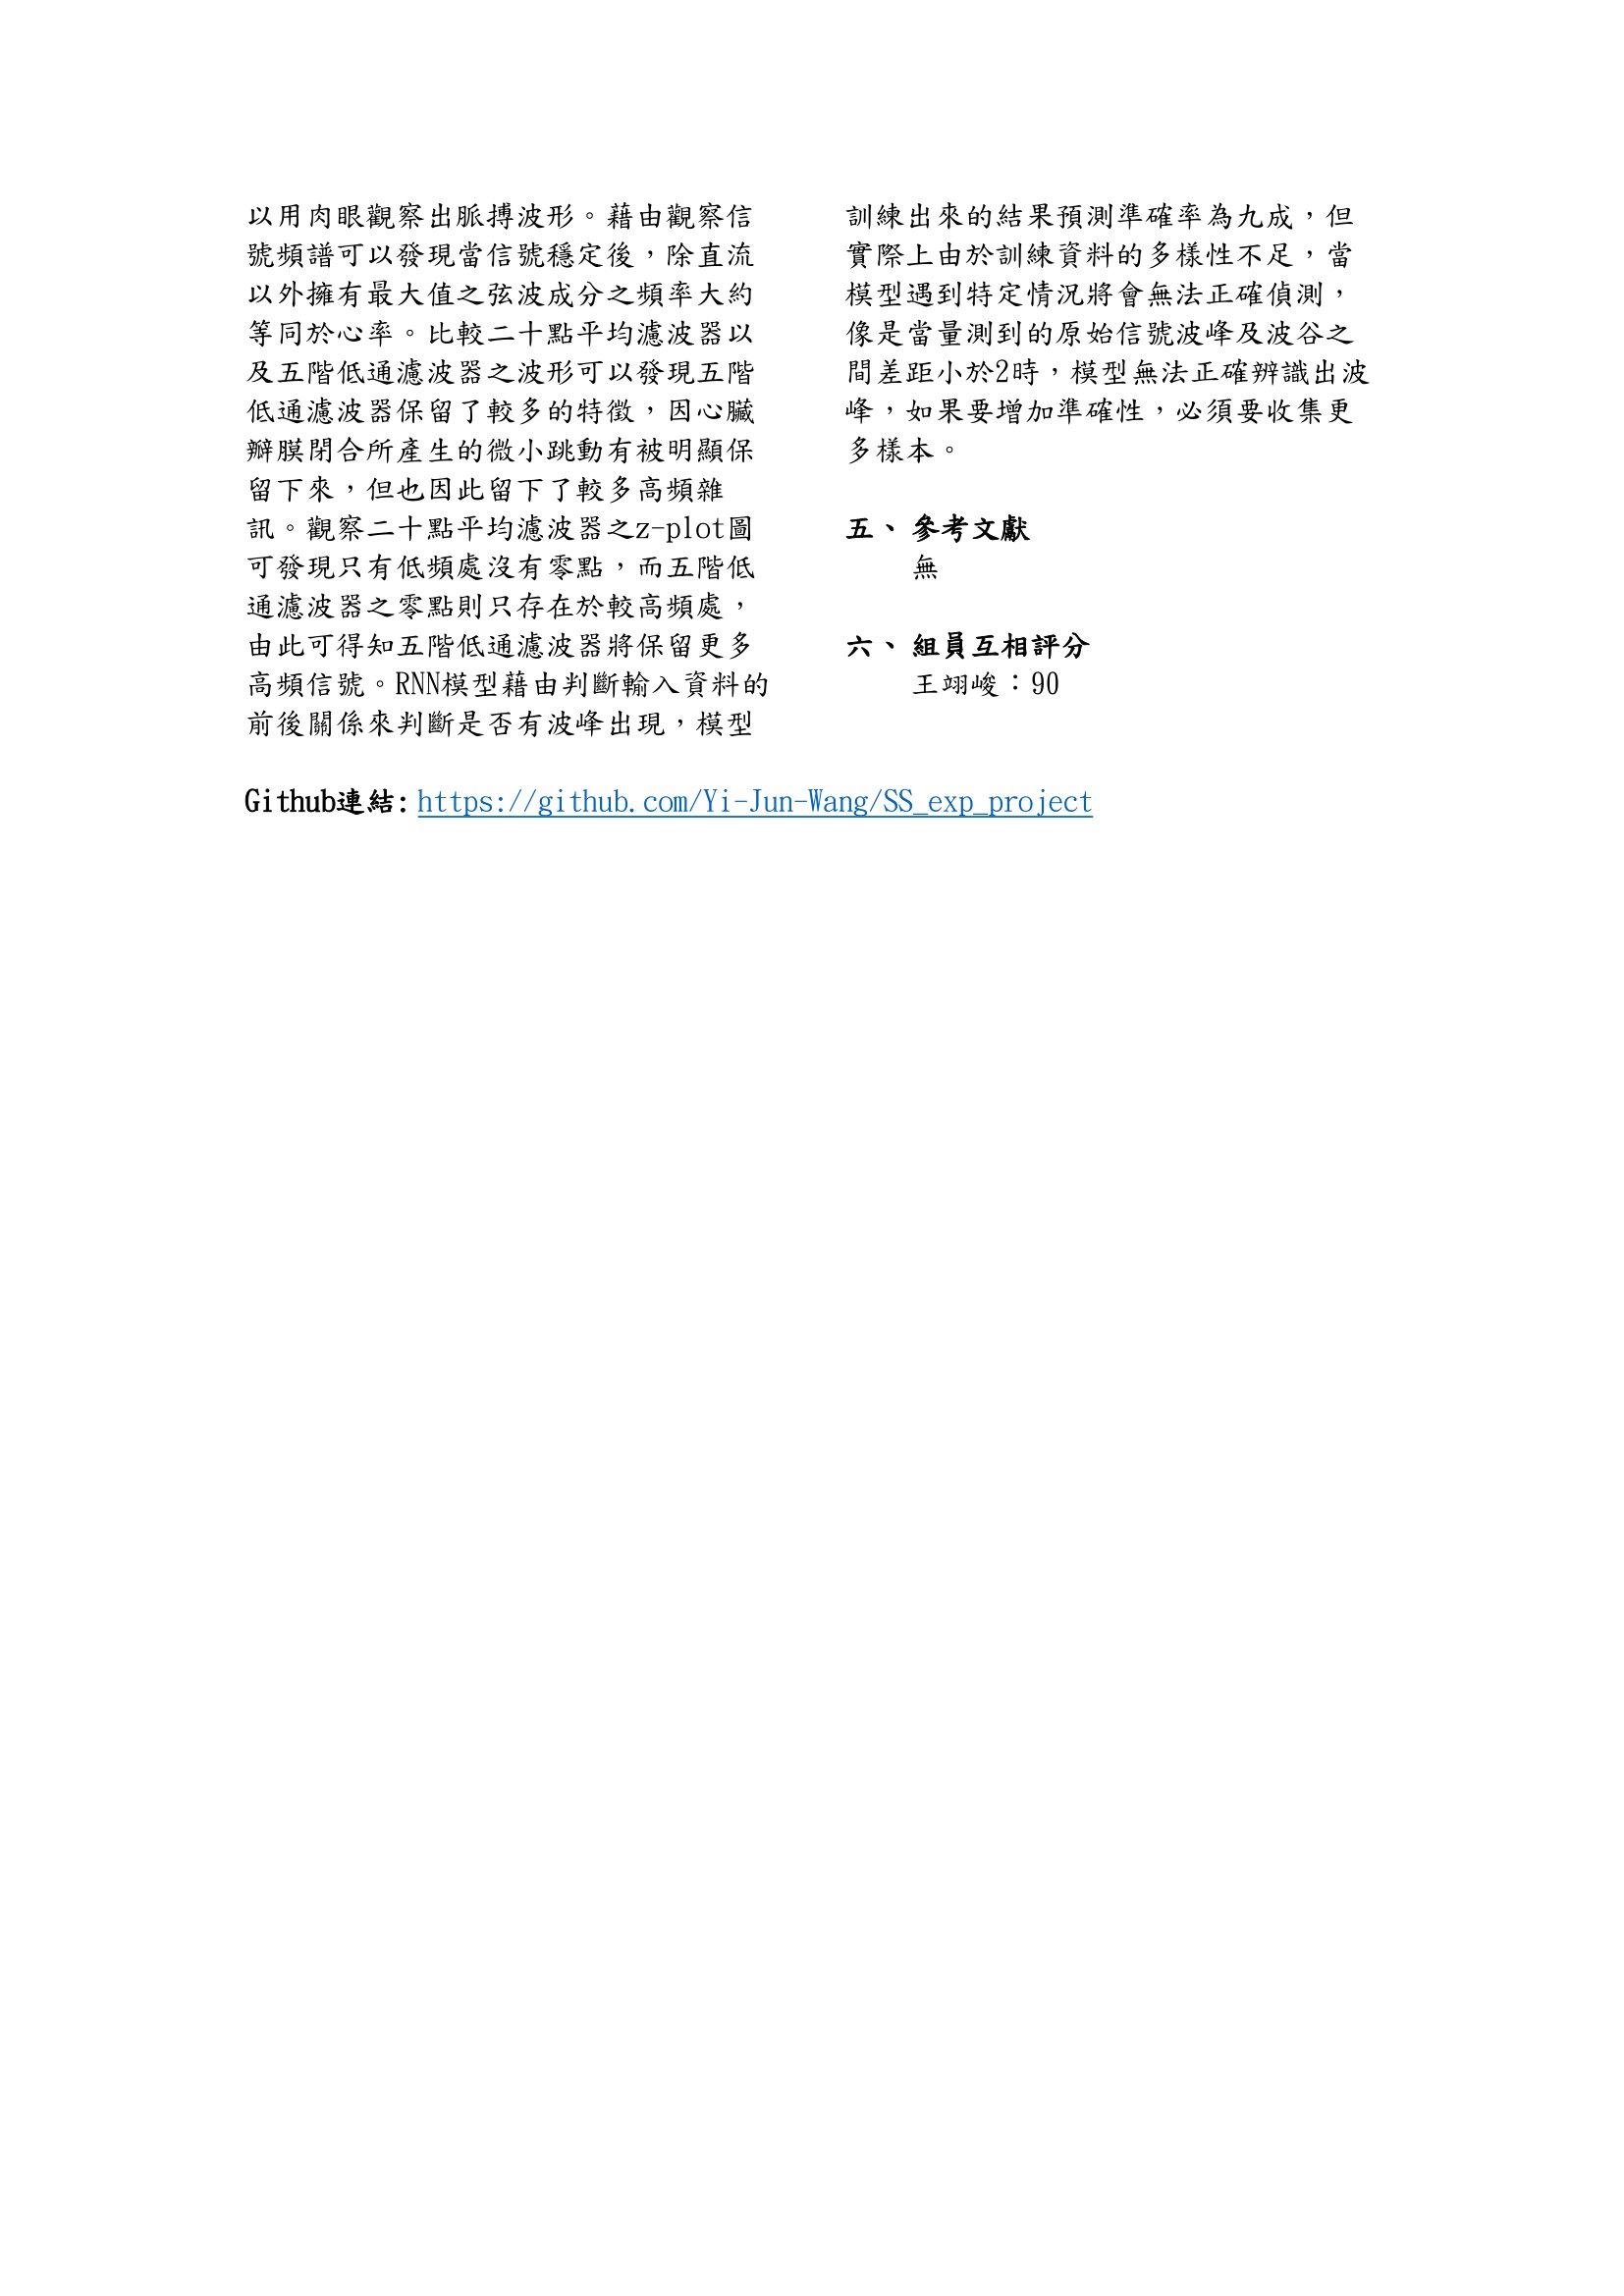 以用肉眼觀察出脈搏波形。藉由觀察信
號頻譜可以發現當信號穩定後，除直流
以外擁有最大值之弦波成分之頻率大約
等同於心率。比較二十點平均濾波器以
及五階低通濾波器之波形可以發現五階
低通濾波器保留了較多的特徵，因心臟
瓣膜閉合所產生的微小跳動有被明顯保
留下來，但也因此留下了較多高頻雜
訊。觀察二十點平均濾波器之z-plot圖
可發現只有低頻處沒有零點，而五階低
通濾波器之零點則只存在於較高頻處，
由此可得知五階低通濾波器將保留更多
高頻信號。RNN模型藉由判斷輸入資料的
前後關係來判斷是否有波峰出現，模型
訓練出來的結果預測準確率為九成，但
實際上由於訓練資料的多樣性不足，當
模型遇到特定情況將會無法正確偵測，
像是當量測到的原始信號波峰及波谷之
間差距小於2時，模型無法正確辨識出波
峰，如果要增加準確性，必須要收集更
多樣本。
五、 參考文獻
無
六、 組員互相評分
王翊峻：90
Github連結: https://github.com/Yi-Jun-Wang/SS_exp_project